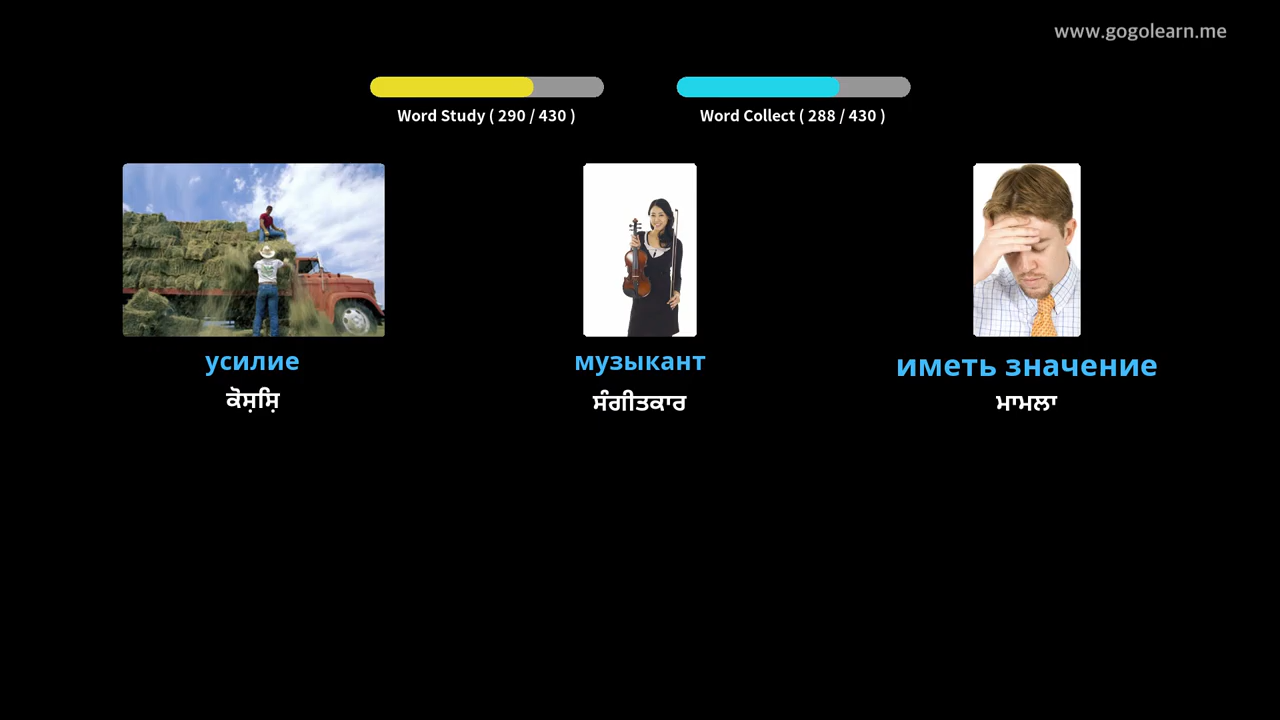 www.gogolearn.me
Word Study ( 290 / 430 )
Word Collect ( 288 / 430 )
усилие
ਕੋਸ਼ਸ਼ਿ
музыкант
ਸੰਗੀਤਕਾਰ
иметь значение
ਮਾਮਲਾ